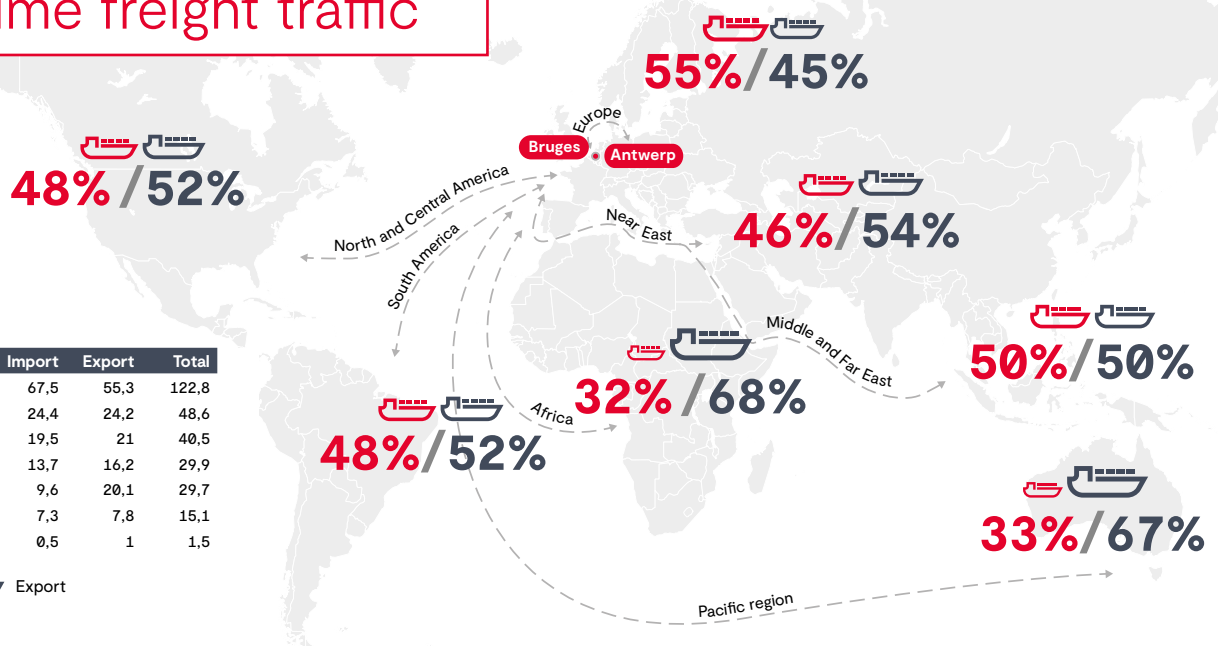 freight traffic
55%/45%
Europe
Bruges
Antwerp
48%/52%
North and Central America
South America
Near East
46%/54%
Middle and Far East
50%/50%
32%/68%
Africa
48%/52%
33%/67%
Pacific region
Import Export Total
67,5 55,3 122,8
24,4 24,2 48,6
19,5 21 40,5
13,7 16,2 29,9
9,6 20,1 29,7
7,3 7,8 15,1
0,5 1 1,5
Export